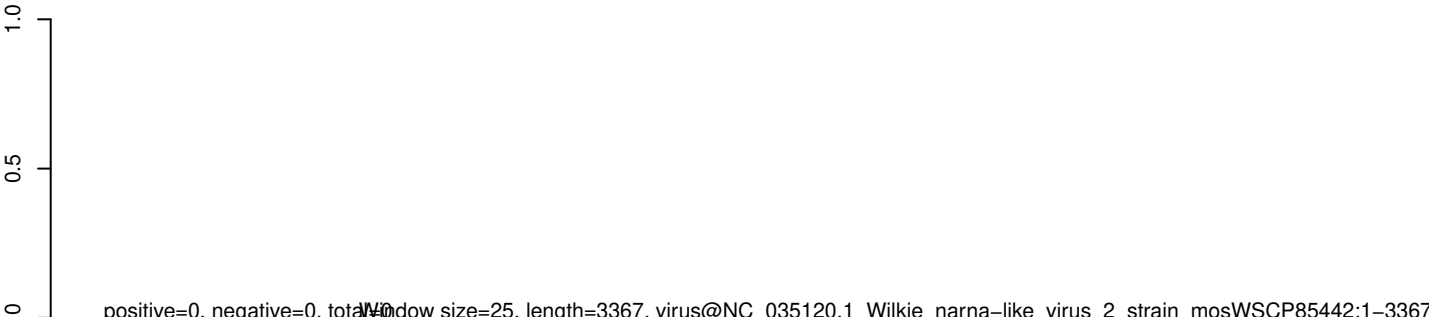 1.0
0.5
0
positive=0, negative=0, total=0
Window size=25, length=3367, virus@NC_035120.1_Wilkie_narna−like_virus_2_strain_mosWSCP85442:1−3367